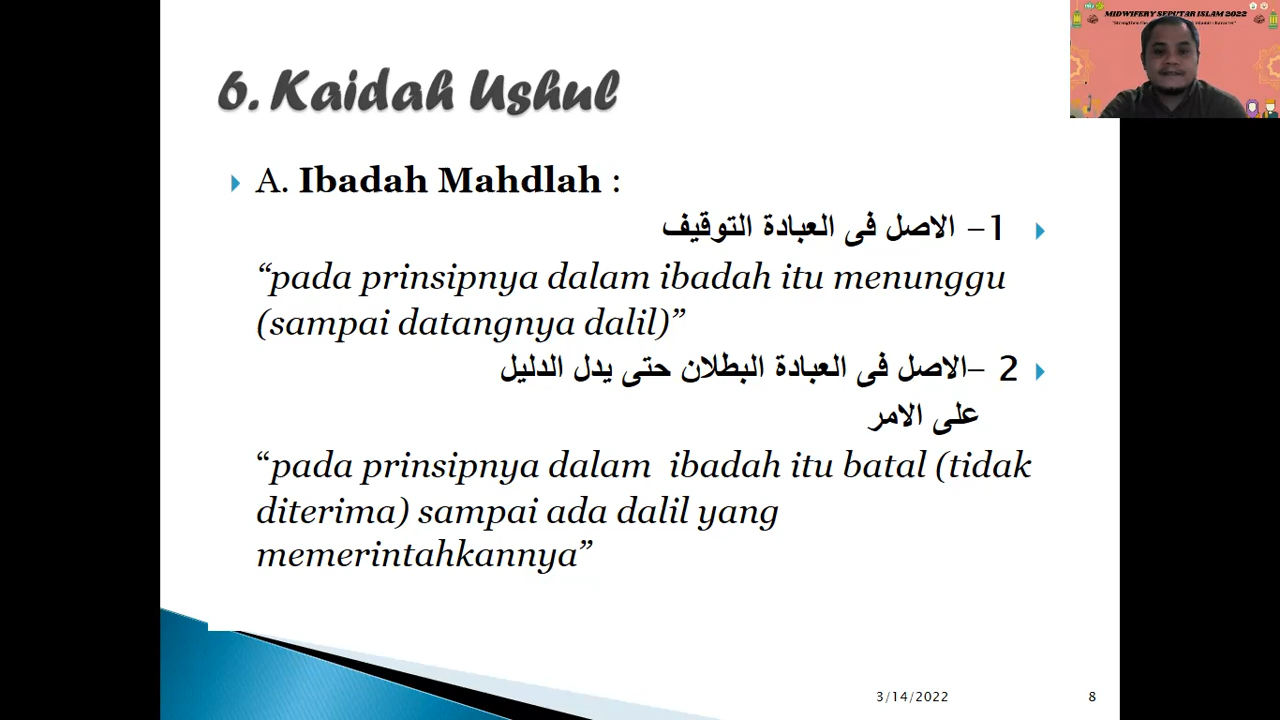 6. Kaidah Ushul
A. Ibadah Mahdlah :
1– الاصل فى العبادة التوقيف
“pada prinsipnya dalam ibadah itu menunggu
(sampai datangnya dalil)”
2 –الاصل فى العبادة البطلان حتى يدل الدليل
على الامر
“pada prinsipnya dalam ibadah itu batal (tidak
diterima) sampai ada dalil yang
memerintahkannya”
3/14/2022
8
MIDWIFERY SEPUTAR ISLAM 2022